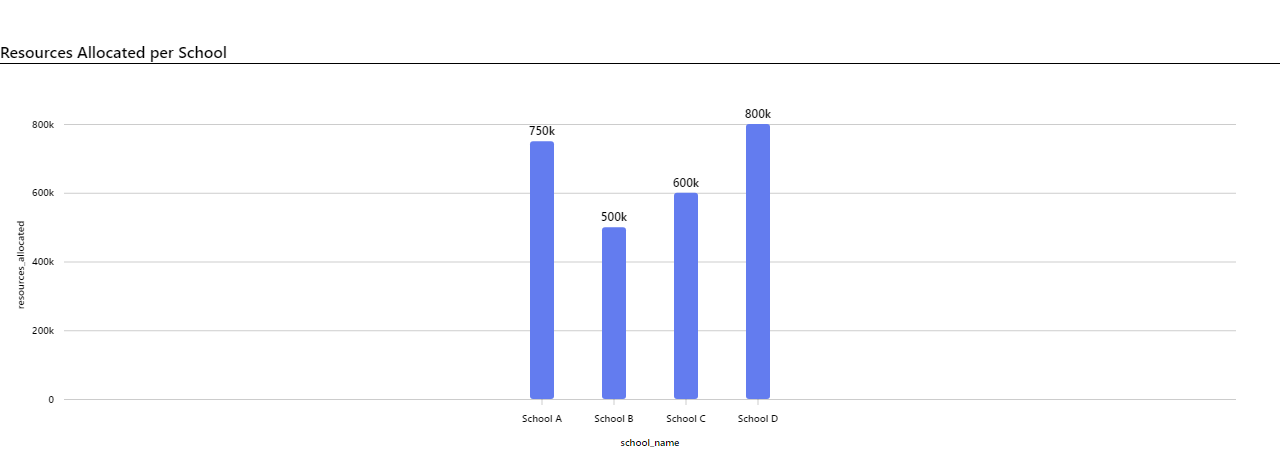 Resources Allocated per School
800k
750k
800k
600k
600k
500k
400k
200k
0
resources_allocated
School A School B School C School D
school_name